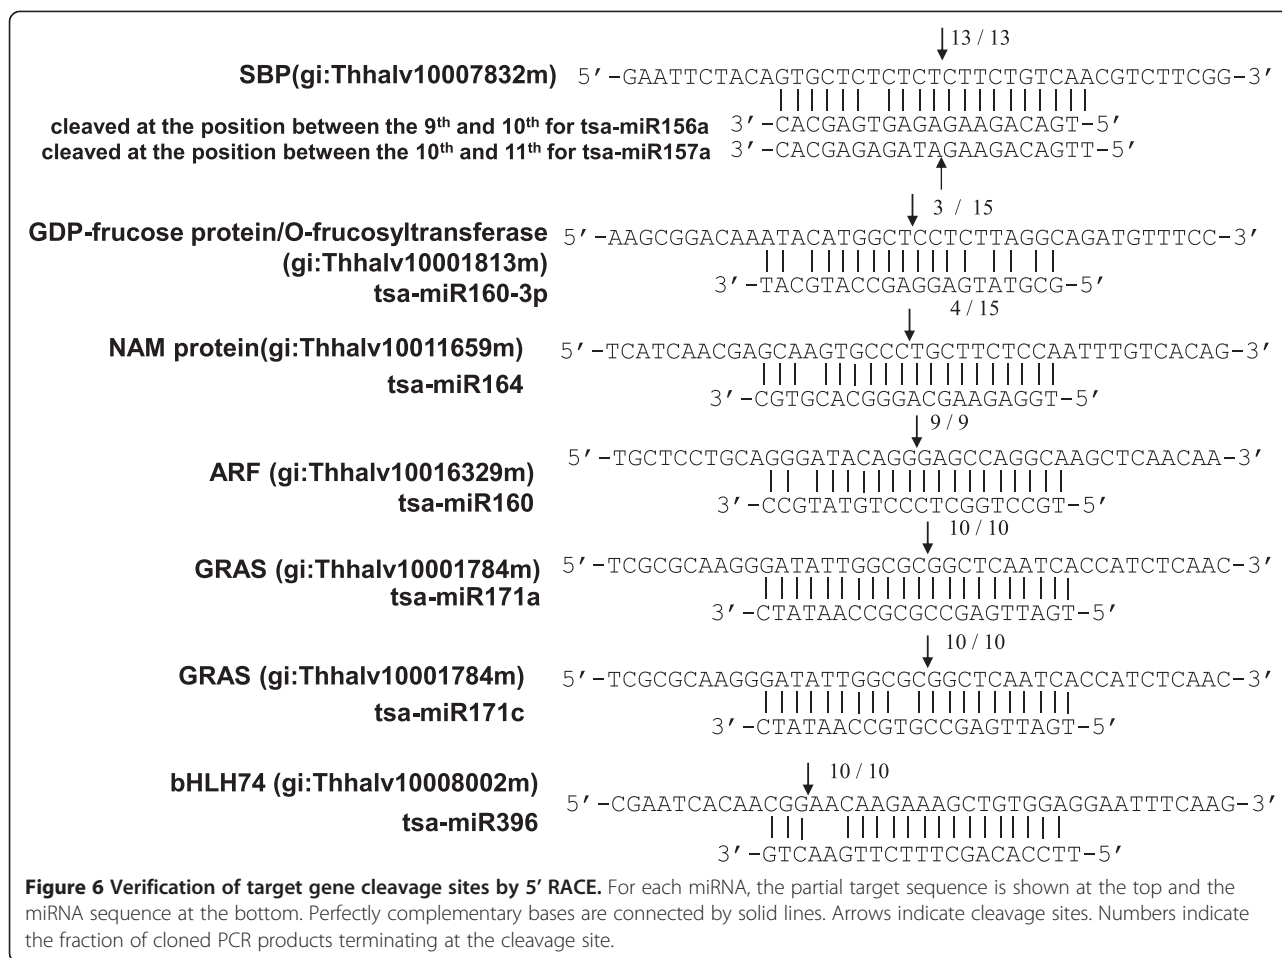 13 / 13
SBP(gi:Thhalv10007832m) 5′-GAATTCTACAGTGCTCTCTCTCTTCTGTCAACGTCTTCGG-3′
cleaved at the position between the 9th and 10th for tsa-miR156a 3′-CACGAGTGAGAGAAGACAGT-5′
cleaved at the position between the 10th and 11th for tsa-miR157a 3′-CACGAGAGATAGAAGACAGTT-5′
3 / 15
GDP-frucose protein/O-frucosyltransferase 5′-AAGCGGACAAATACATGGCTCCTCTTAGGCAGATGTTTCC-3′
(gi:Thhalv10001813m)
tsa-miR160-3p 3′-TACGTACCGAGGAGTATGCG-5′
4 / 15
NAM protein(gi:Thhalv10011659m) 5′-TCATCAACGAGCAAGTGCCCTGCTTCTCCAATTTGTCACAG-3′
tsa-miR164 3′-CGTGCACGGGACGAAGAGGT-5′
9 / 9
ARF (gi:Thhalv10016329m) 5′-TGCTCCTGCAGGGATACAGGGAGCCAGGCAAGCTCAACAA-3′
tsa-miR160 3′-CCGTATGTCCCTCGGTCCGT-5′
10 / 10
GRAS (gi:Thhalv10001784m) 5′-TCGCGCAAGGGATATTGGCGCGGCTCAATCACCATCTCAAC-3′
tsa-miR171a 3′-CTATAACCGCGCCGAGTTAGT-5′
10 / 10
GRAS (gi:Thhalv10001784m) 5′-TCGCGCAAGGGATATTGGCGCGGCTCAATCACCATCTCAAC-3′
tsa-miR171c 3′-CTATAACCGTGCCGAGTTAGT-5′
10 / 10
bHLH74 (gi:Thhalv10008002m) 5′-CGAATCACAACGGAACAAGAAAGCTGTGGAGGAATTTCAAG-3′
tsa-miR396 3′-GTCAAGTTCTTTCGACACCTT-5′
Figure 6 Verification of target gene cleavage sites by 5′ RACE. For each miRNA, the partial target sequence is shown at the top and the
miRNA sequence at the bottom. Perfectly complementary bases are connected by solid lines. Arrows indicate cleavage sites. Numbers indicate
the fraction of cloned PCR products terminating at the cleavage site.